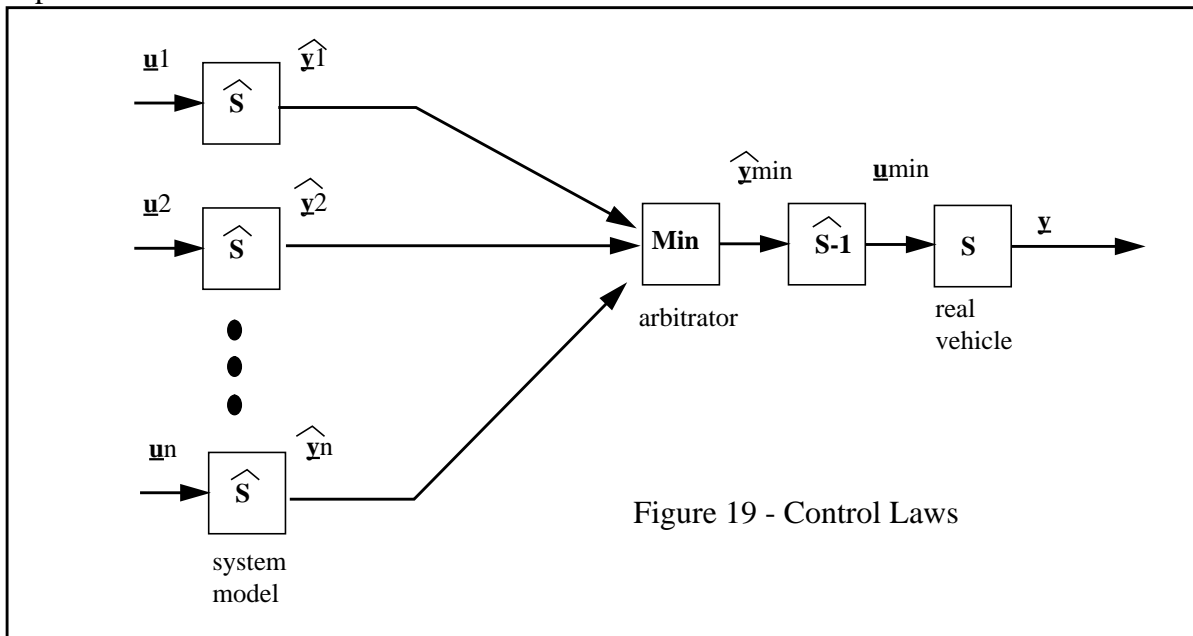 u1
ŷ1
Ŝ
u2
ŷ2
Ŝ
un
ŷn
Ŝ
system
model
Min
arbitrator
ŷmin
Ŝ-1
umin
S
real
vehicle
y
Figure 19 - Control Laws